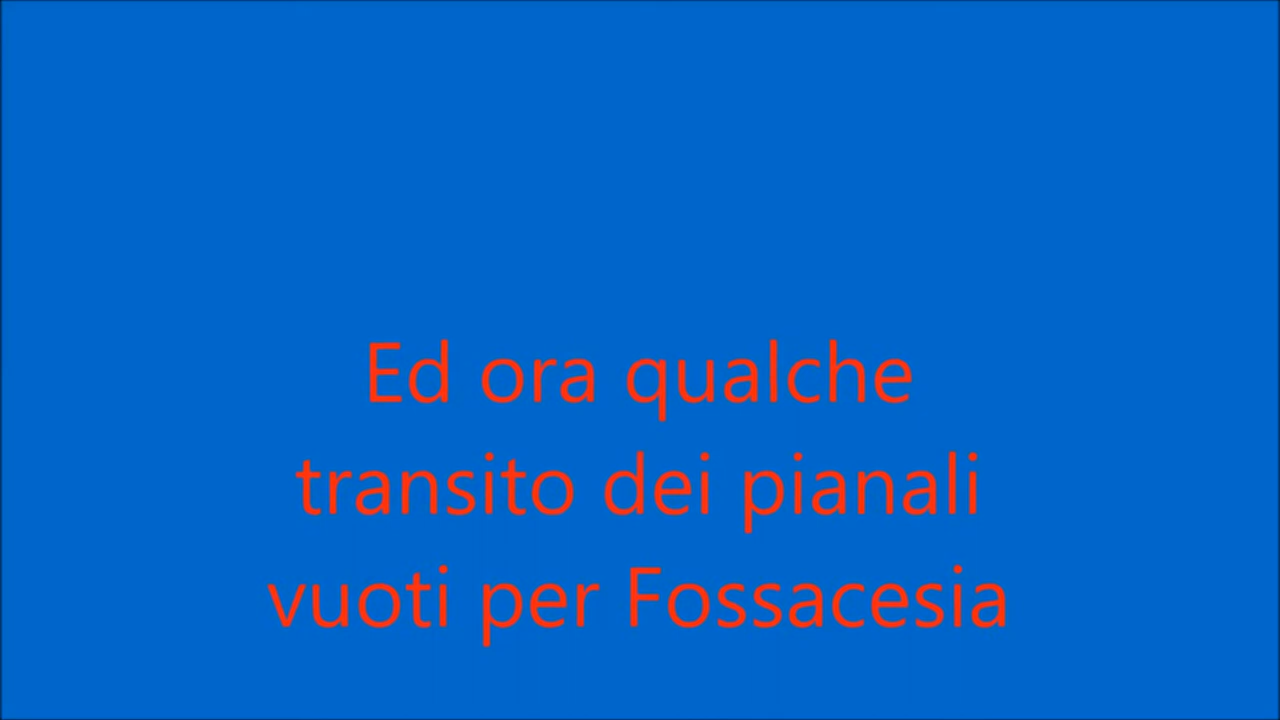 Ed ora qualche
transito dei pianali
vuoti per Fossacesia